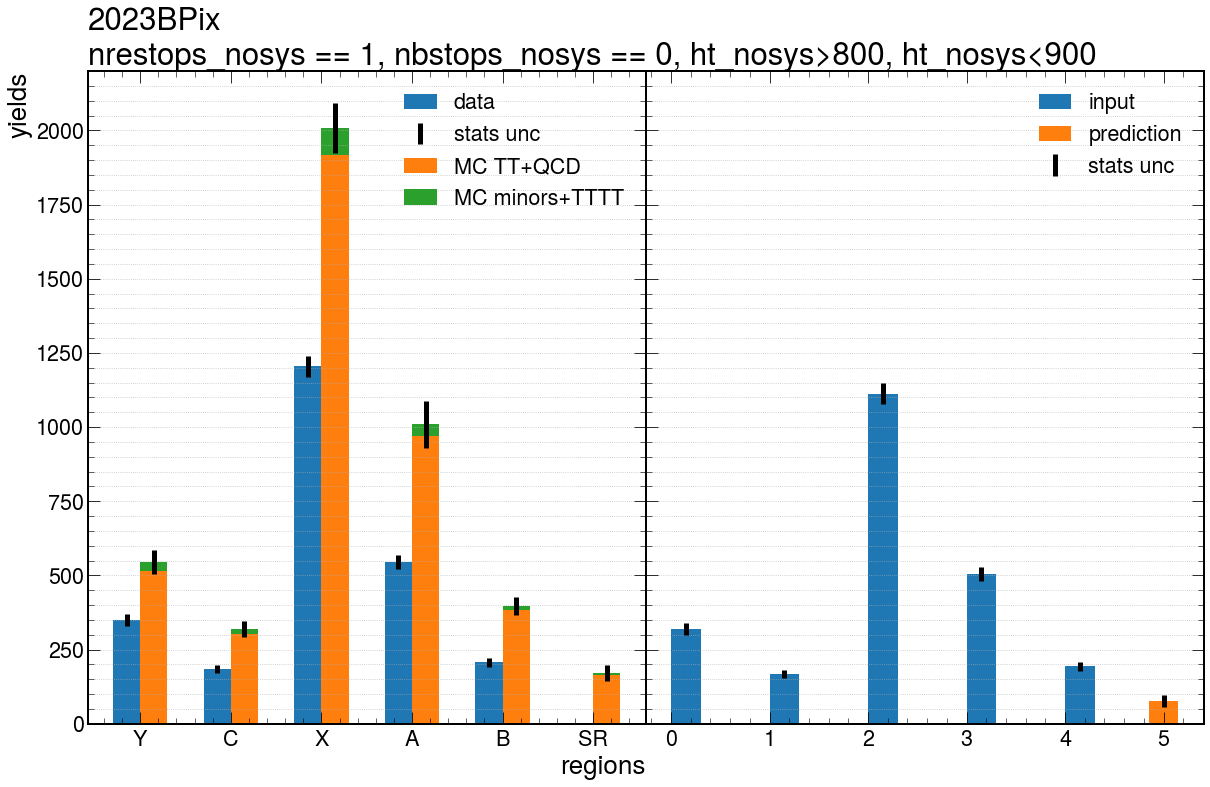 2023BPix
nrestops_nosys == 1, nbstops_nosys == 0, ht_nosys>800, ht_nosys<900
yields
2000
1750
1500
1250
1000
750
500
250
0
data
stats unc
MC TT+QCD
MC minors+TTTT
input
prediction
stats unc
Y C X A B SR
0 1 2 3 4 5
regions